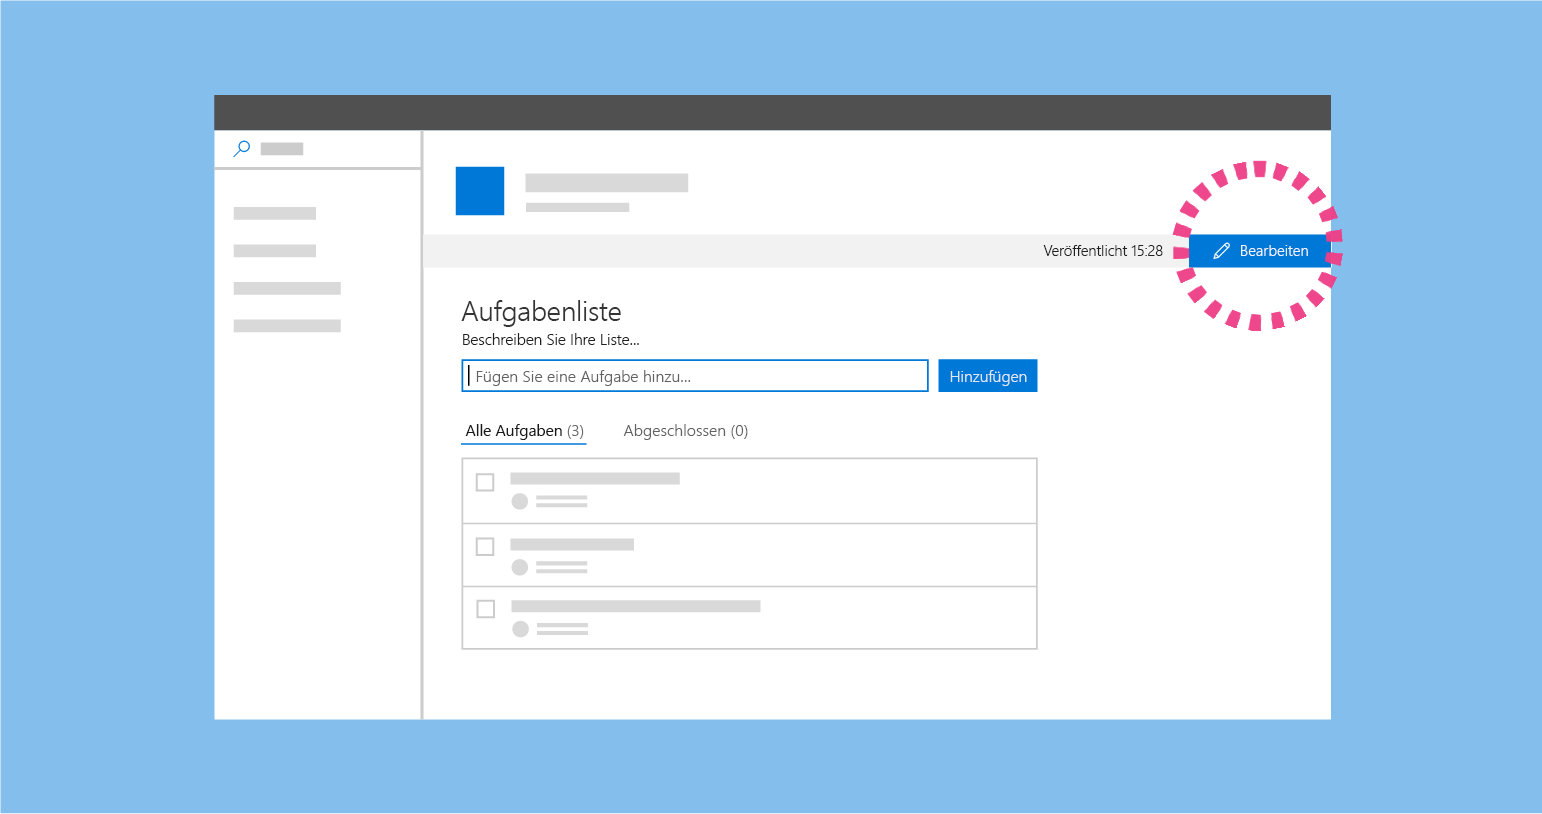 Veröffentlicht 15:28
Bearbeiten
Aufgabenliste
Beschreiben Sie Ihre Liste...
Fügen Sie eine Aufgabe hinzu...
Hinzufügen
Alle Aufgaben (3)
Abgeschlossen (0)